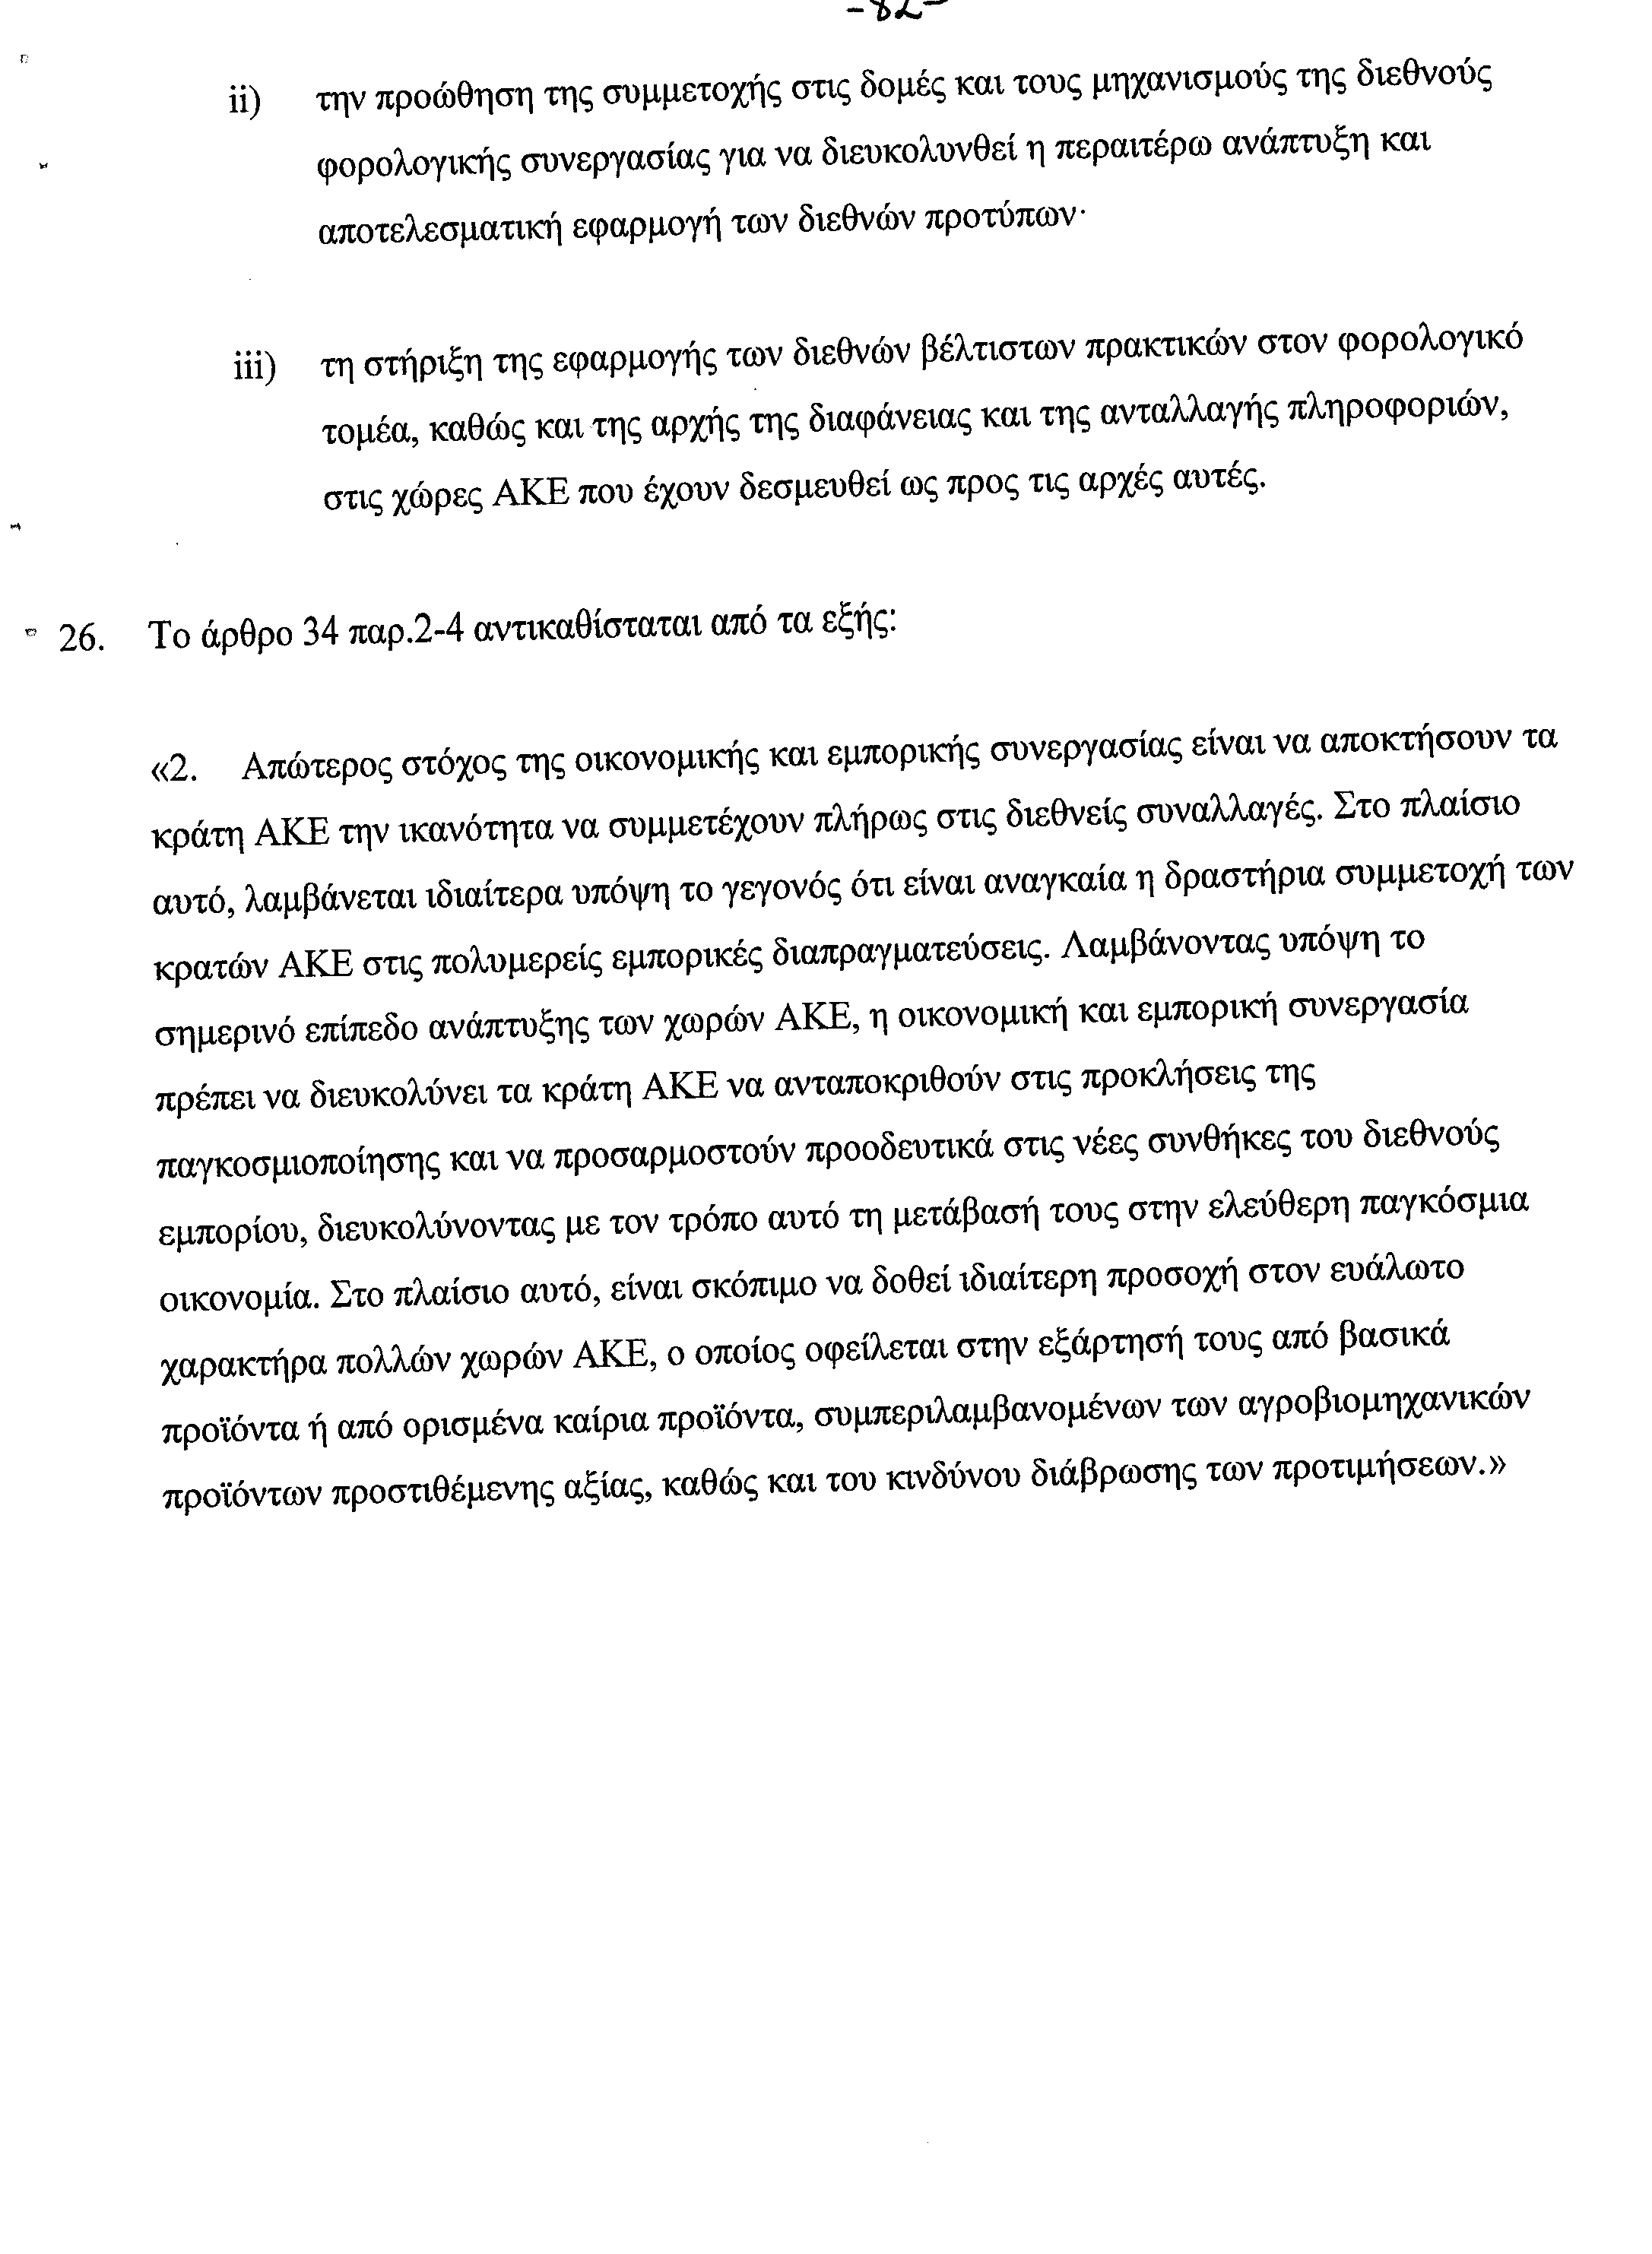 -82-
ii) την προώθηση της συμμετοχής στις δομές και τους μηχανισμούς της διεθνούς
φορολογικής συνεργασίας για να διευκολυνθεί η περαιτέρω ανάπτυξη και
αποτελεσματική εφαρμογή των διεθνών προτύπων·
iii) τη στήριξη της εφαρμογής των διεθνών βέλτιστων πρακτικών στον φορολογικό
τομέα, καθώς και της αρχής της διαφάνειας και της ανταλλαγής πληροφοριών,
στις χώρες ΑΚΕ που έχουν δεσμευθεί ως προς τις αρχές αυτές.
26. Το άρθρο 34 παρ.2-4 αντικαθίσταται από τα εξής:
«2. Απώτερος στόχος της οικονομικής και εμπορικής συνεργασίας είναι να αποκτήσουν τα
κράτη ΑΚΕ την ικανότητα να συμμετέχουν πλήρως στις διεθνείς συναλλαγές. Στο πλαίσιο
αυτό, λαμβάνεται ιδιαίτερα υπόψη το γεγονός ότι είναι αναγκαία η δραστήρια συμμετοχή των
κρατών ΑΚΕ στις πολυμερείς εμπορικές διαπραγματεύσεις. Λαμβάνοντας υπόψη το
σημερινό επίπεδο ανάπτυξης των χωρών ΑΚΕ, η οικονομική και εμπορική συνεργασία
πρέπει να διευκολύνει τα κράτη ΑΚΕ να ανταποκριθούν στις προκλήσεις της
παγκοσμιοποίησης και να προσαρμοστούν προοδευτικά στις νέες συνθήκες του διεθνούς
εμπορίου, διευκολύνοντας με τον τρόπο αυτό τη μετάβασή τους στην ελεύθερη παγκόσμια
οικονομία. Στο πλαίσιο αυτό, είναι σκόπιμο να δοθεί ιδιαίτερη προσοχή στον ευάλωτο
χαρακτήρα πολλών χωρών ΑΚΕ, ο οποίος οφείλεται στην εξάρτησή τους από βασικά
προϊόντα ή από ορισμένα καίρια προϊόντα, συμπεριλαμβανομένων των αγροβιομηχανικών
προϊόντων προστιθέμενης αξίας, καθώς και του κινδύνου διάβρωσης των προτιμήσεων.»